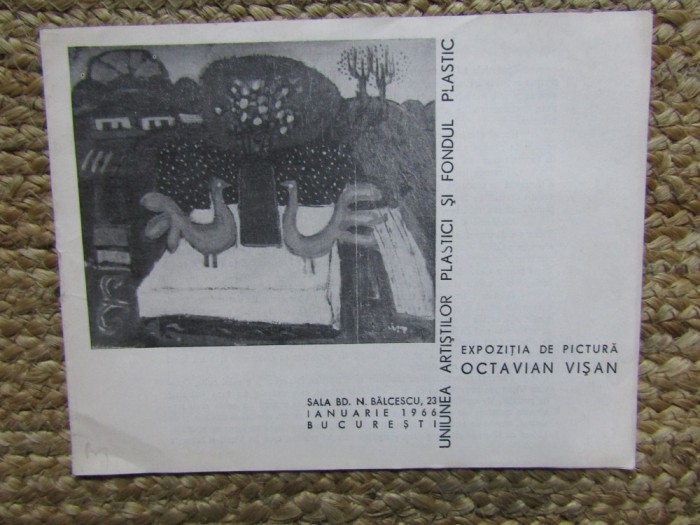 UNIUNEA ARTIȘTILOR PLASTICI ȘI FONDUL PLASTIC
EXPOZIȚIA DE PICTURĂ
OCTAVIAN VIȘAN
SALA BD. N. BĂLCESCU, 23
IANUARIE 1966
BUCUREȘTI